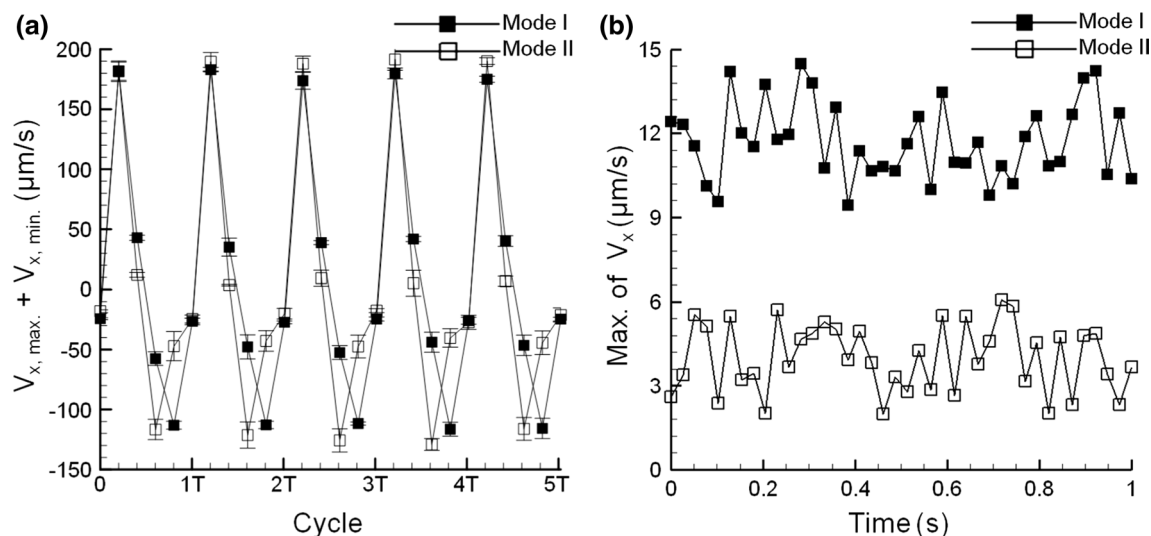 (a)
Mode I
Mode II
V x, max. + V x, min. (µm/s)
200
150
100
50
0
-50
-100
-150
0 1T 2T 3T 4T 5T
Cycle
(b)
Mode I
Mode II
Max. of V x (µm/s)
15
12
9
6
3
0
0 0.2 0.4 0.6 0.8 1
Time (s)